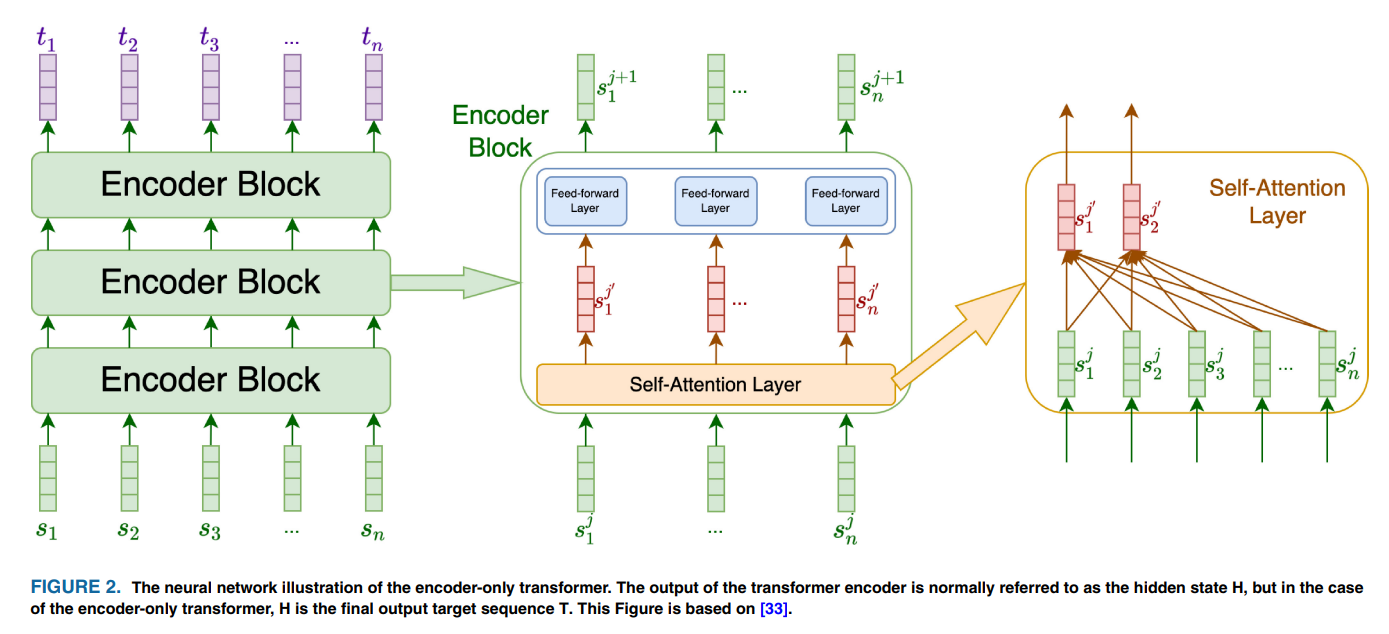 t₁ t₂ t₃ ... tₙ
Encoder Block
Encoder Block
Encoder Block
s₁ s₂ s₃ ... sₙ
Encoder
Block
s₁ʲ⁺¹ ... sₙʲ⁺¹
Feed-forward
Layer
Feed-forward
Layer
Feed-forward
Layer
s₁ʲ′ ... sₙʲ′
Self-Attention Layer
s₁ʲ ... sₙʲ
Self-Attention
Layer
s₁ʲ′ s₂ʲ′
s₁ʲ s₂ʲ s₃ʲ ... sₙʲ
FIGURE 2. The neural network illustration of the encoder-only transformer. The output of the transformer encoder is normally referred to as the hidden state H, but in the case
of the encoder-only transformer, H is the final output target sequence T. This Figure is based on [33].